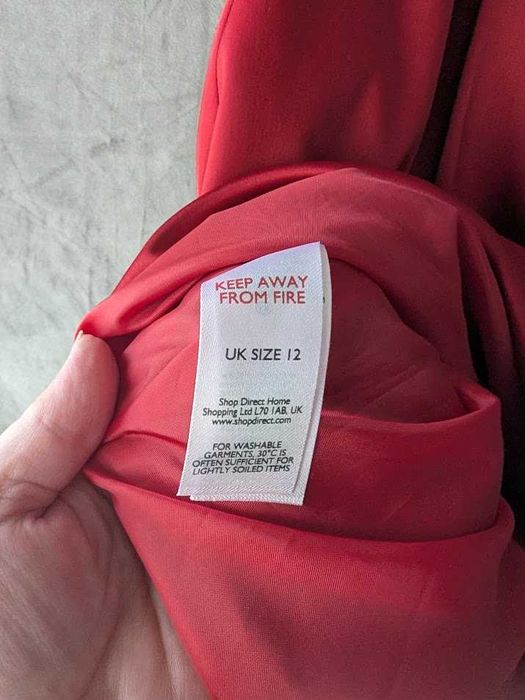 KEEP AWAY
FROM FIRE
UK SIZE 12
Shop Direct Home
Shopping Ltd L70 1AB, UK
www.shopdirect.com
FOR WASHABLE
GARMENTS, 30°C IS
OFTEN SUFFICIENT FOR
LIGHTLY SOILED ITEMS